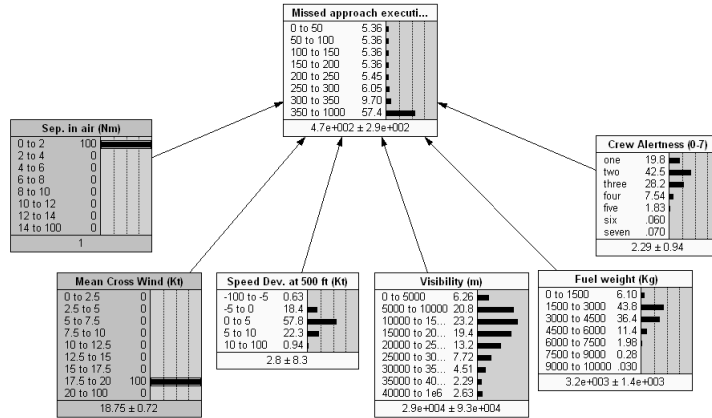 Missed approach executi...
0 to 50 5.36
50 to 100 5.36
100 to 150 5.36
150 to 200 5.36
200 to 250 5.45
250 to 300 6.05
300 to 350 9.70
350 to 1000 57.4
4.7e+002 ± 2.9e+002
Sep. in air (Nm)
0 to 2 100
2 to 4 0
4 to 6 0
6 to 8 0
8 to 10 0
10 to 12 0
12 to 14 0
14 to 100 0
1
Crew Alertness (0-7)
one 19.8
two 42.5
three 28.2
four 7.54
five 1.83
six .060
seven .070
2.29 ± 0.94
Mean Cross Wind (Kt)
0 to 2.5 0
2.5 to 5 0
5 to 7.5 0
7.5 to 10 0
10 to 12.5 0
12.5 to 15 0
15 to 17.5 0
17.5 to 20 100
20 to 100 0
18.75 ± 0.72
Speed Dev. at 500 ft (Kt)
-100 to -5 0.63
-5 to 0 18.4
0 to 5 57.8
5 to 10 22.3
10 to 100 0.94
2.8 ± 8.3
Visibility (m)
0 to 5000 6.26
5000 to 10000 20.8
10000 to 15... 23.2
15000 to 20... 19.4
20000 to 25... 13.2
25000 to 30... 7.72
30000 to 35... 4.51
35000 to 40... 2.29
40000 to 1e6 2.63
2.9e+004 ± 9.3e+004
Fuel weight (Kg)
0 to 1500 6.10
1500 to 3000 43.8
3000 to 4500 36.4
4500 to 6000 11.4
6000 to 7500 1.98
7500 to 9000 0.28
9000 to 10000 .030
3.2e+003 ± 1.4e+003